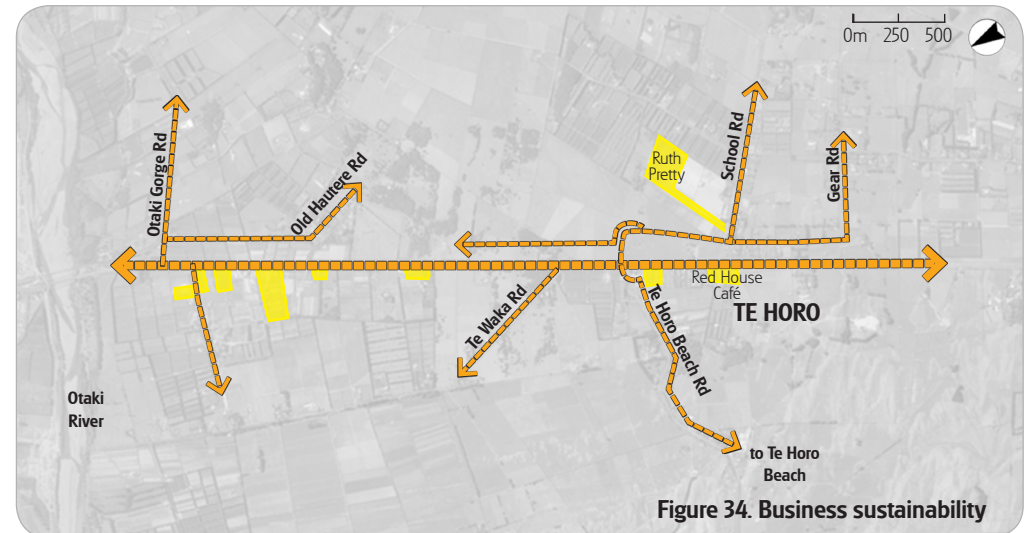 0m 250 500
Otaki Gorge Rd
Old Hautere Rd
Ruth
Pretty
School Rd
Gear Rd
Te Waka Rd
Te Horo Beach Rd
Red House
Café
TE HORO
Otaki
River
to Te Horo
Beach
Figure 34. Business sustainability